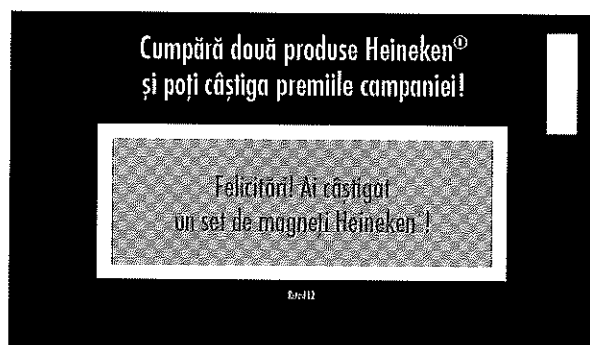 Cumpără două produse Heineken®
și poți câștiga premiile campaniei!
Felicitări! Ai câștigat
un set de magneți Heineken !